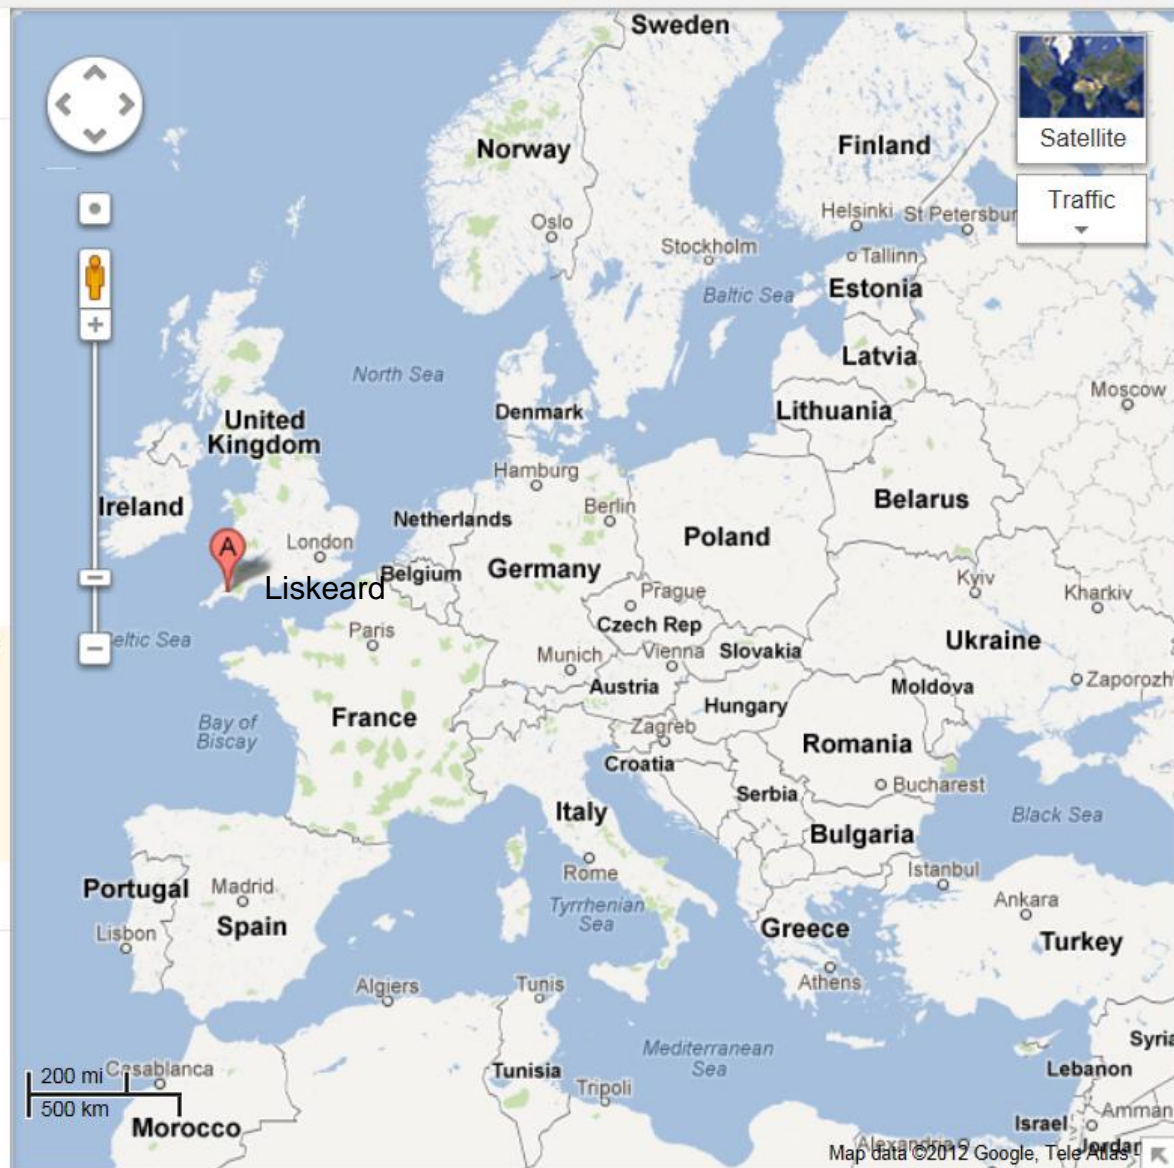 Sweden
Satellite
Norway
Finland
Traffic
Oslo
Helsinki
St Petersbur
Stockholm
Tallinn
Baltic Sea
Estonia
Latvia
North Sea
Moscow
Denmark
Lithuania
United
Kingdom
Hamburg
Ireland
Berlin
Belarus
Netherlands
A
London
Poland
Belgium
Germany
Liskeard
Prague
Kyiv
Kharkiv
Czech Rep
eltic Sea
Paris
Ukraine
Munich
Vienna
Slovakia
Austria
Moldova
Zaporozh
Hungary
France
Bay of
Biscay
Zagreb
Romania
Croatia
Serbia
Bucharest
Italy
Black Sea
Bulgaria
Rome
Istanbul
Portugal
Madrid
Ankara
Tyrrhenian
Sea
Spain
Greece
Lisbon
Turkey
Algiers
Tunis
Athens
Mediterranean
Sea
Syria
200 mi
Casablanca
Tunisia
Lebanon
Tripoli
500 km
Morocco
Israel
Amman
Alexandria
Jordan
Map data ©2012 Google, Tele Atlas -